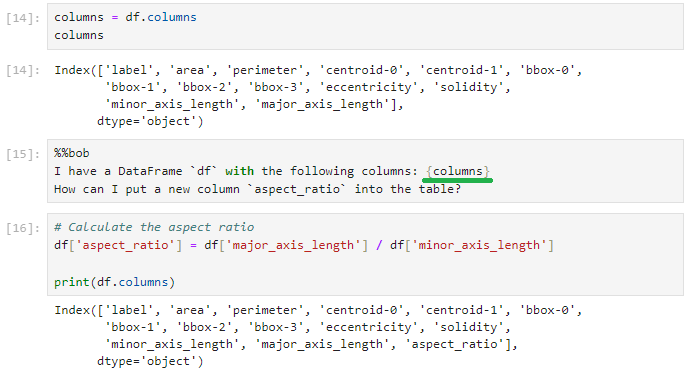 [14]: columns = df.columns
columns
[14]: Index(['label', 'area', 'perimeter', 'centroid-0', 'centroid-1', 'bbox-0',
'bbox-1', 'bbox-2', 'bbox-3', 'eccentricity', 'solidity',
'minor_axis_length', 'major_axis_length'],
dtype='object')
[15]: %%bob
I have a DataFrame `df` with the following columns: {columns}
How can I put a new column `aspect_ratio` into the table?
[16]: # Calculate the aspect ratio
df['aspect_ratio'] = df['major_axis_length'] / df['minor_axis_length']
print(df.columns)
Index(['label', 'area', 'perimeter', 'centroid-0', 'centroid-1', 'bbox-0',
'bbox-1', 'bbox-2', 'bbox-3', 'eccentricity', 'solidity',
'minor_axis_length', 'major_axis_length', 'aspect_ratio'],
dtype='object')